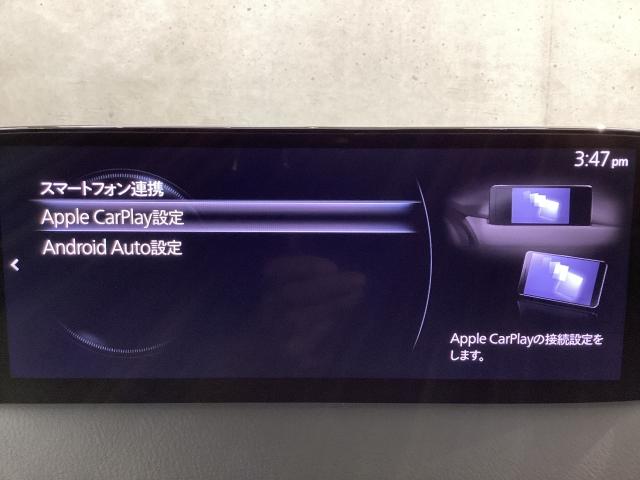 3:47 pm
スマートフォン連携
Apple CarPlay設定
Android Auto設定
Apple CarPlayの接続設定を
します。